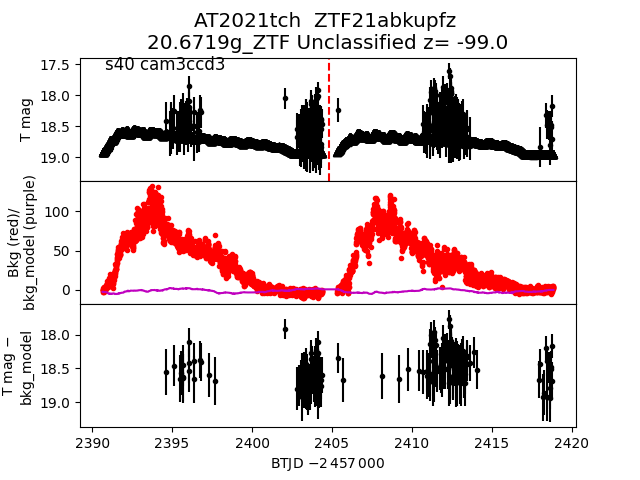 AT2021tch  ZTF21abkupfz
20.6719g_ZTF Unclassified z= -99.0
s40 cam3ccd3
T mag
17.5
18.0
18.5
19.0
Bkg (red)/
bkg_model (purple)
100
50
0
T mag −
bkg_model
18.0
18.5
19.0
2390 2395 2400 2405 2410 2415 2420
BTJD −2 457 000